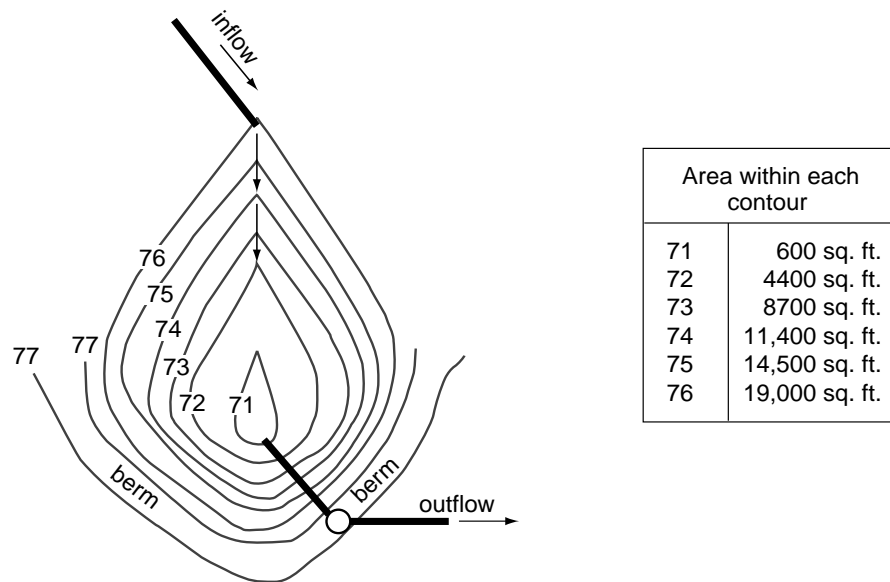 inflow
76
75
74
77
77
73
72
71
berm
berm
outflow
Area within each
contour
71 600 sq. ft.
72 4400 sq. ft.
73 8700 sq. ft.
74 11,400 sq. ft.
75 14,500 sq. ft.
76 19,000 sq. ft.